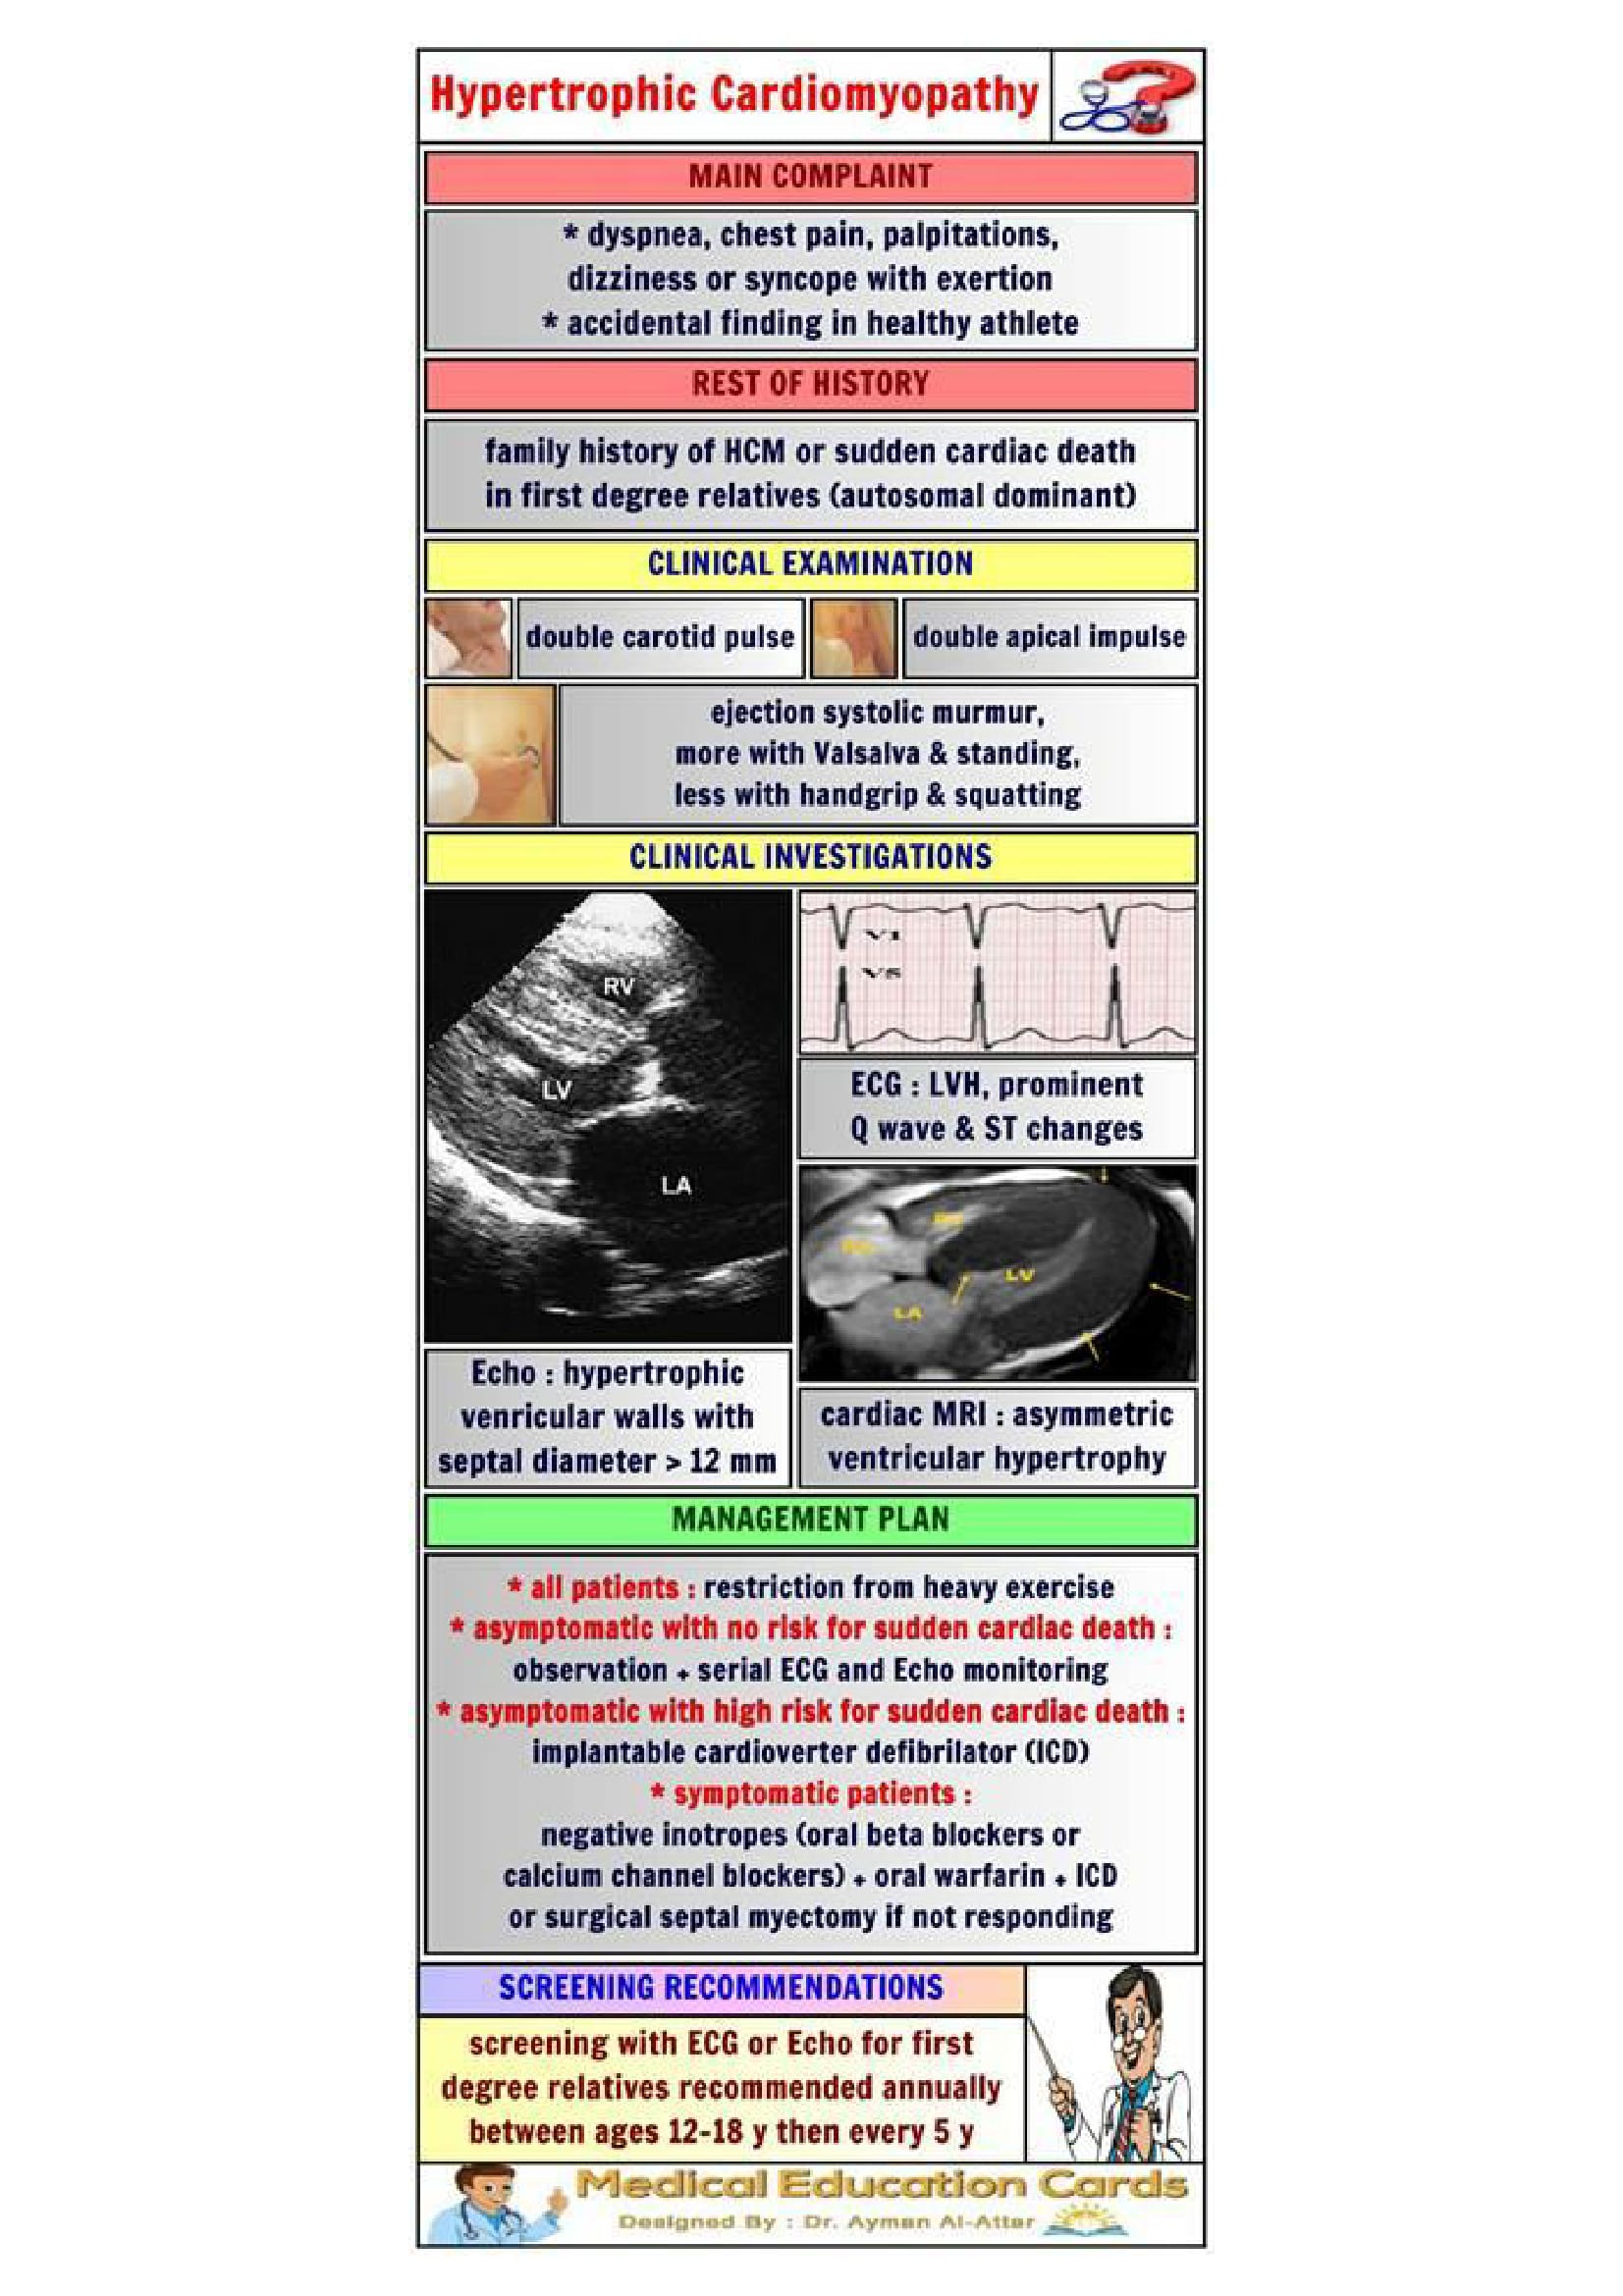 Hypertrophic Cardiomyopathy
MAIN COMPLAINT
* dyspnea, chest pain, palpitations,
dizziness or syncope with exertion
* accidental finding in healthy athlete
REST OF HISTORY
family history of HCM or sudden cardiac death
in first degree relatives (autosomal dominant)
CLINICAL EXAMINATION
double carotid pulse
double apical impulse
ejection systolic murmur,
more with Valsalva & standing,
less with handgrip & squatting
CLINICAL INVESTIGATIONS
RV
LV
LA
Echo : hypertrophic
venricular walls with
septal diameter > 12 mm
V1
V5
ECG : LVH, prominent
Q wave & ST changes
LV
LA
cardiac MRI : asymmetric
ventricular hypertrophy
MANAGEMENT PLAN
* all patients : restriction from heavy exercise
* asymptomatic with no risk for sudden cardiac death :
observation + serial ECG and Echo monitoring
* asymptomatic with high risk for sudden cardiac death :
implantable cardioverter defibrilator (ICD)
* symptomatic patients :
negative inotropes (oral beta blockers or
calcium channel blockers) + oral warfarin + ICD
or surgical septal myectomy if not responding
SCREENING RECOMMENDATIONS
screening with ECG or Echo for first
degree relatives recommended annually
between ages 12-18 y then every 5 y
Medical Education Cards
Designed By : Dr. Ayman Al-Attar